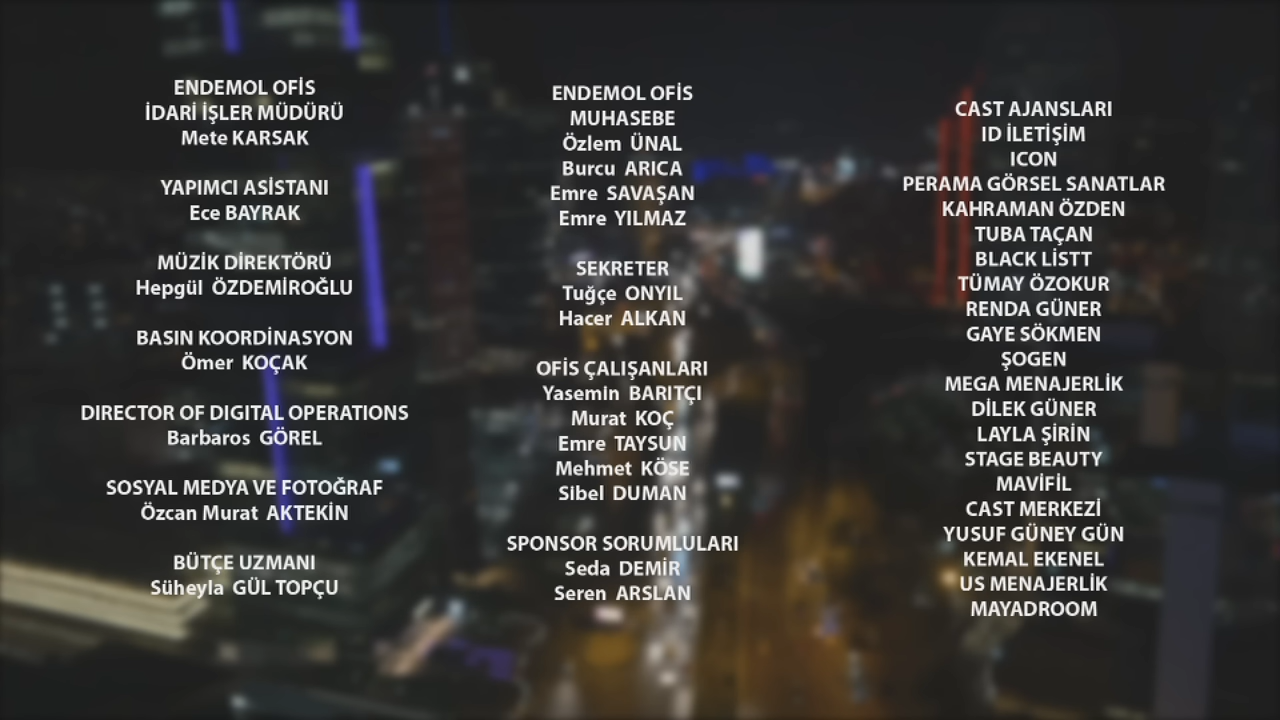 ENDEMOL OFİS
İDARİ İŞLER MÜDÜRÜ
Mete KARSAK
YAPIMCI ASİSTANI
Ece BAYRAK
MÜZİK DİREKTÖRÜ
Hepgül ÖZDEMİROĞLU
BASIN KOORDİNASYON
Ömer KOÇAK
DIRECTOR OF DIGITAL OPERATIONS
Barbaros GÖREL
SOSYAL MEDYA VE FOTOĞRAF
Özcan Murat AKTEKİN
BÜTÇE UZMANI
Süheyla GÜL TOPÇU
ENDEMOL OFİS
MUHASEBE
Özlem ÜNAL
Burcu ARICA
Emre SAVAŞAN
Emre YILMAZ
SEKRETER
Tuğçe ONYIL
Hacer ALKAN
OFİS ÇALIŞANLARI
Yasemin BARITÇI
Murat KOÇ
Emre TAYSUN
Mehmet KÖSE
Sibel DUMAN
SPONSOR SORUMLULARI
Seda DEMİR
Seren ARSLAN
CAST AJANSLARI
ID İLETİŞİM
ICON
PERAMA GÖRSEL SANATLAR
KAHRAMAN ÖZDEN
TUBA TAÇAN
BLACK LİSTT
TÜMAY ÖZOKUR
RENDA GÜNER
GAYE SÖKMEN
ŞOGEN
MEGA MENAJERLİK
DİLEK GÜNER
LAYLA ŞİRİN
STAGE BEAUTY
MAVİFİL
CAST MERKEZİ
YUSUF GÜNEY GÜN
KEMAL EKENEL
US MENAJERLİK
MAYADROOM